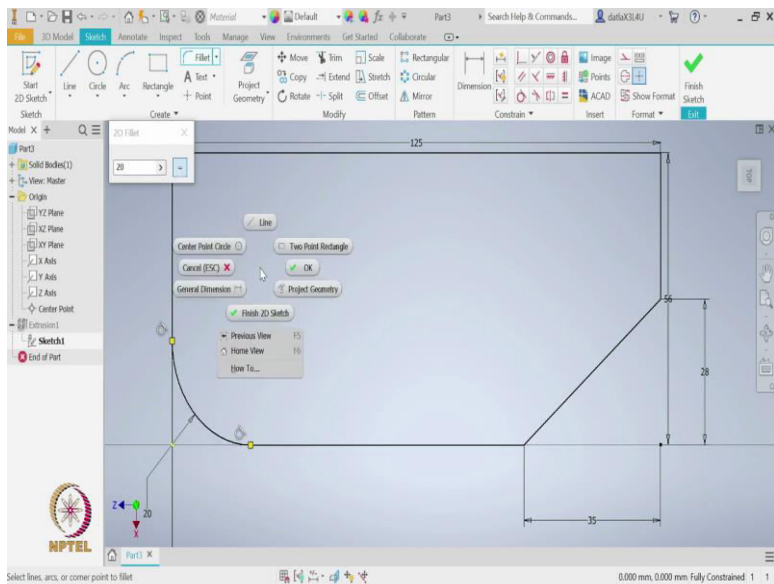 Material Default Part3 Search Help & Commands... datlaX3L4U
File 3D Model Sketch Annotate Inspect Tools Manage View Environments Get Started Collaborate
Start 2D Sketch Line Circle Arc Rectangle Fillet Text Point Project Geometry
Move Trim Scale
Copy Extend Stretch
Rotate Split Offset
Rectangular
Circular
Mirror
Dimension
Image
Points
ACAD
Show Format
Finish Sketch
Sketch Create Modify Pattern Constrain Insert Format Exit
Model
2D Fillet
20
Part3
Solid Bodies(1)
View: Master
Origin
YZ Plane
XZ Plane
XY Plane
X Axis
Y Axis
Z Axis
Center Point
Extrusion1
Sketch1
End of Part
125
TOP
Line
Center Point Circle Two Point Rectangle
Cancel (ESC) OK
General Dimension Project Geometry
Finish 2D Sketch
Previous View F5
Home View F6
How To...
56
28
35
20
Z
X
NPTEL
Part3
Select lines, arcs, or corner point to fillet
0.000 mm, 0.000 mm Fully Constrained 1 1